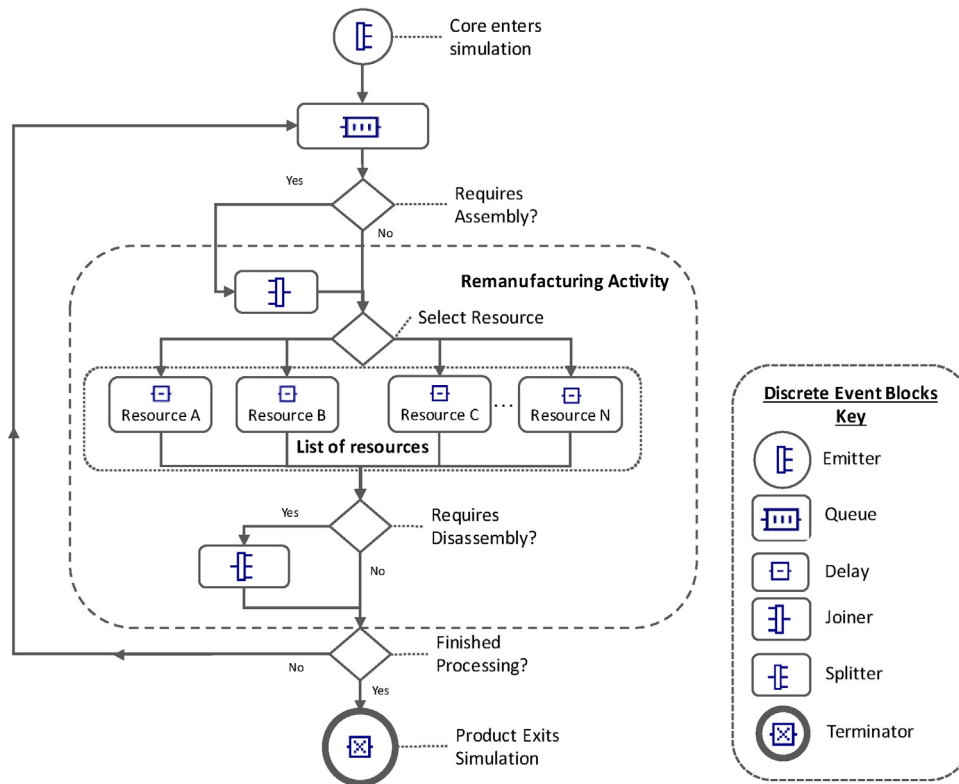 Core enters
simulation
Yes
Requires
Assembly?
No
Remanufacturing Activity
Select Resource
Resource A
Resource B
Resource C
...
Resource N
List of resources
Yes
Requires
Disassembly?
No
Finished
Processing?
No
Yes
Product Exits
Simulation
Discrete Event Blocks
Key
Emitter
Queue
Delay
Joiner
Splitter
Terminator